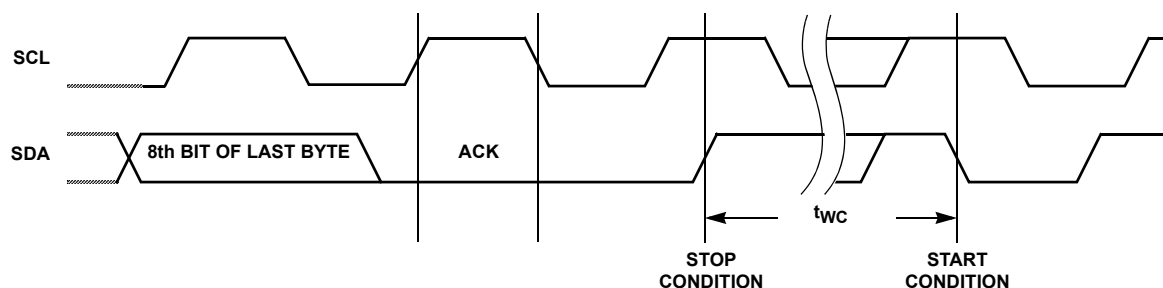 SCL
SDA
8th BIT OF LAST BYTE
ACK
tWC
STOP
CONDITION
START
CONDITION